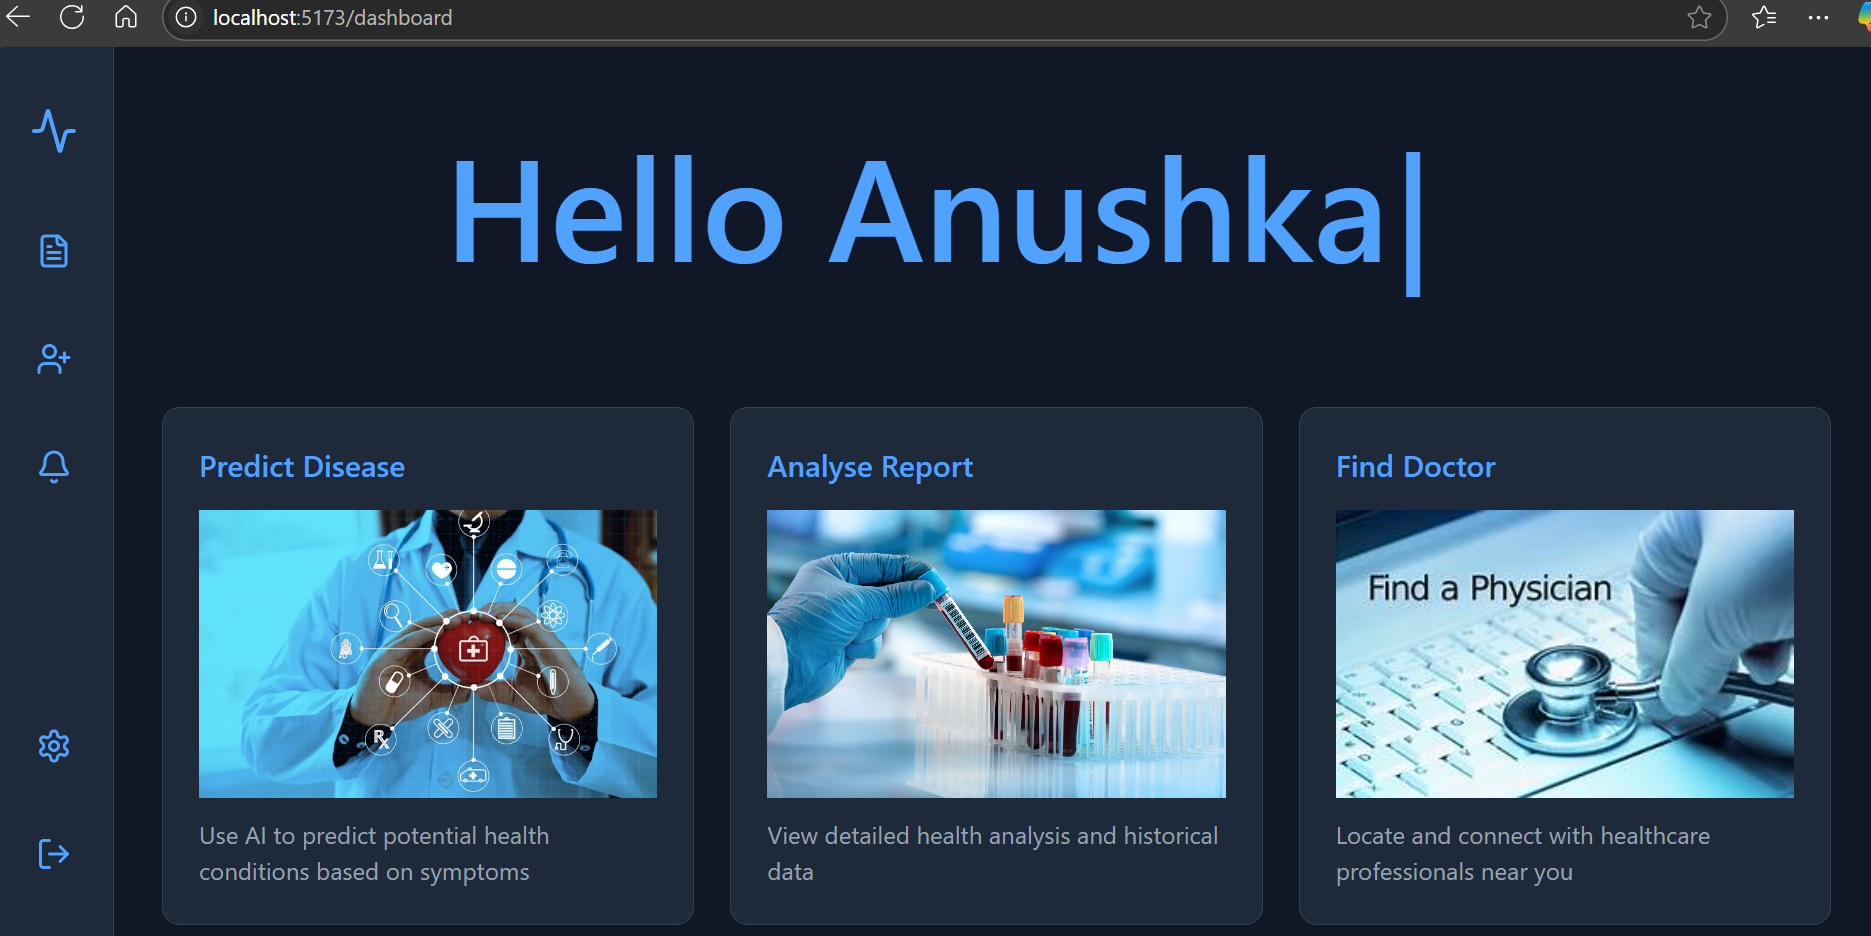 localhost:5173/dashboard
Hello Anushka|
Predict Disease
Analyse Report
Find Doctor
Rx
Find a Physician
Use AI to predict potential health
conditions based on symptoms
View detailed health analysis and historical
data
Locate and connect with healthcare
professionals near you